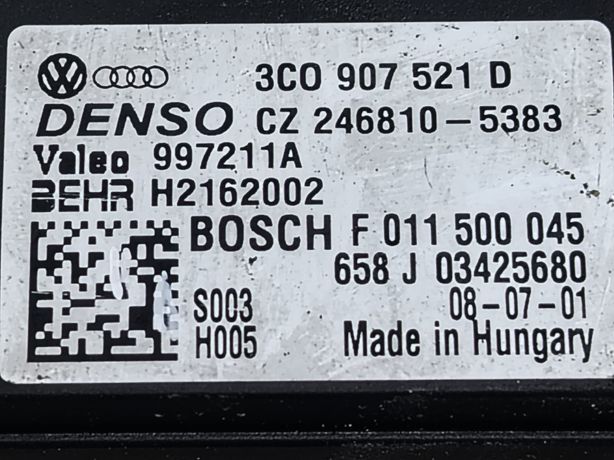 3C0 907 521 D
DENSO CZ 246810-5383
Valeo 997211A
BEHR H2162002
BOSCH F 011 500 045
658 J 03425680
S003 08-07-01
H005 Made in Hungary